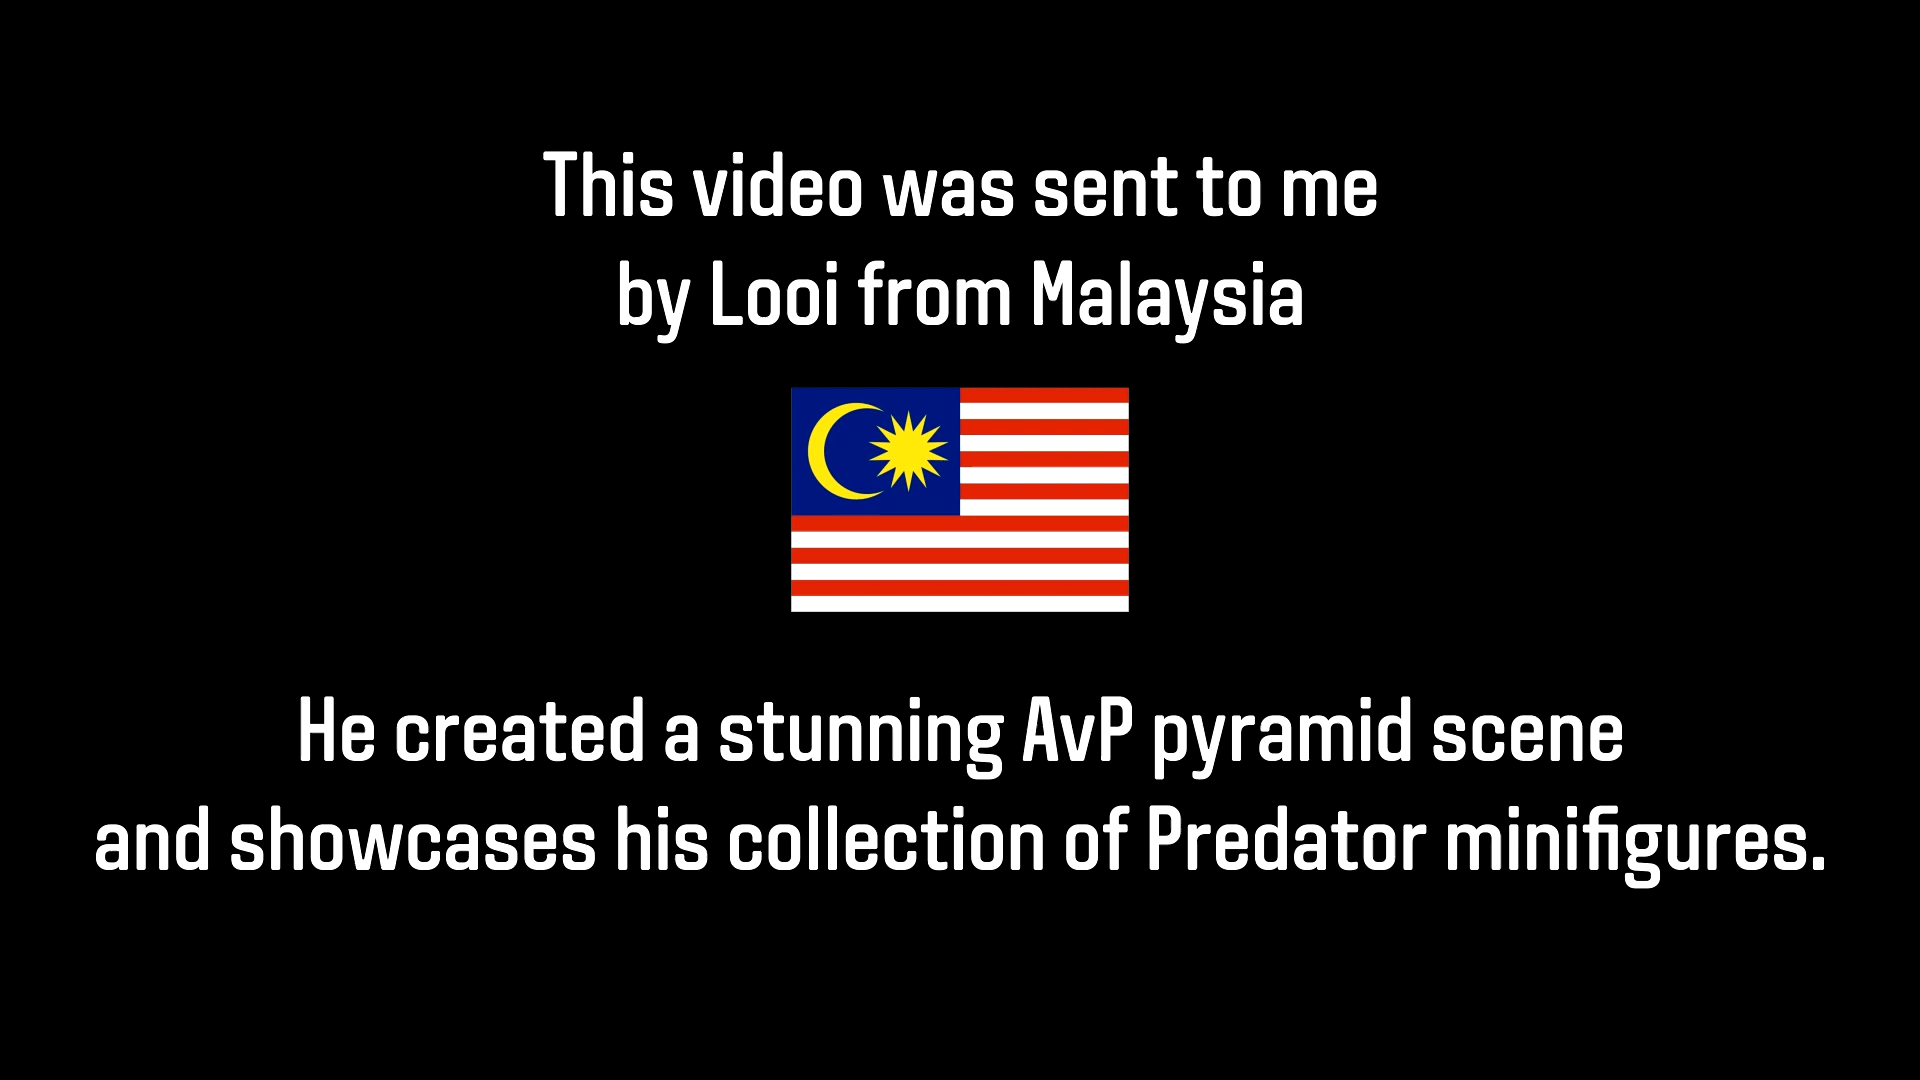 This video was sent to me
by Looi from Malaysia
He created a stunning AvP pyramid scene
and showcases his collection of Predator minifigures.